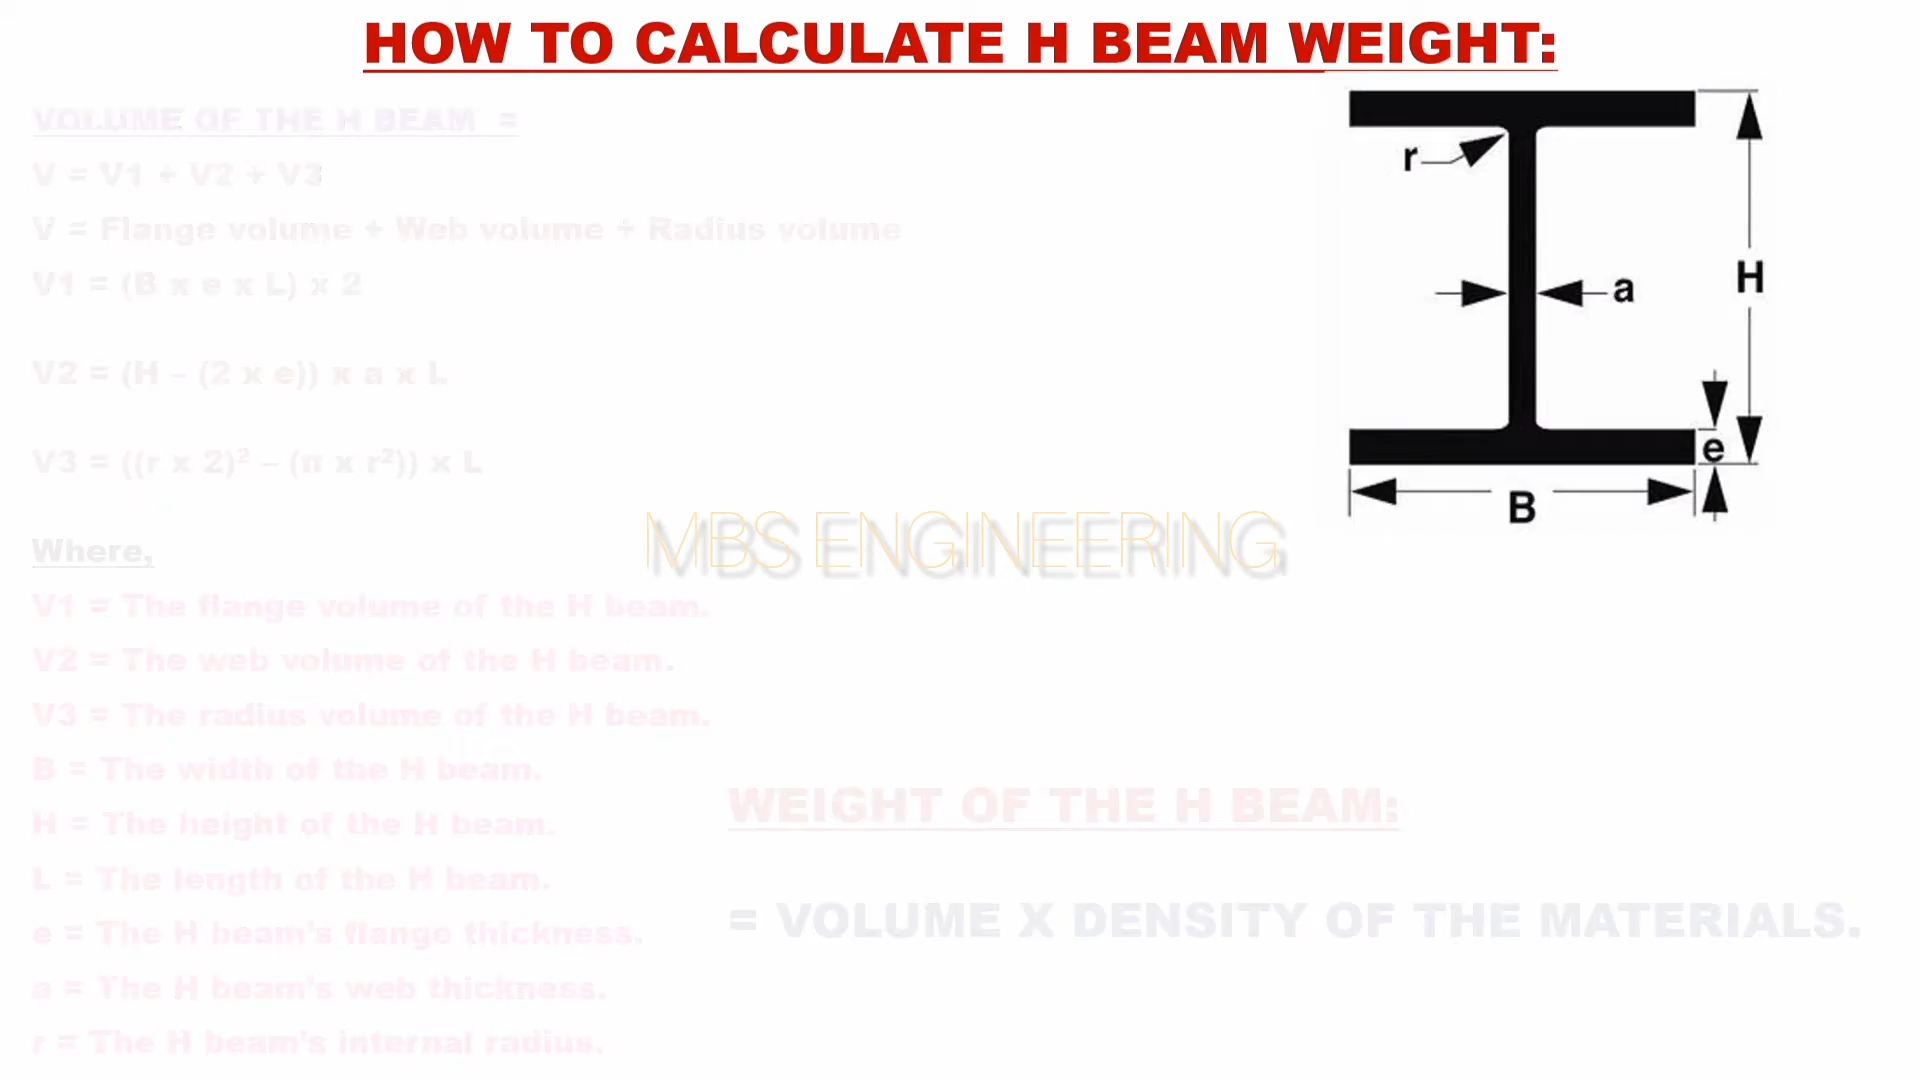 HOW TO CALCULATE H BEAM WEIGHT:
VOLUME OF THE H BEAM =
V = V1 + V2 + V3
V = Flange volume + Web volume + Radius volume
V1 = (B x e x L) x 2
V2 = (H – (2 x e)) x a x L
V3 = ((r x 2)² – (π x r²)) x L
Where,
V1 = The flange volume of the H beam.
V2 = The web volume of the H beam.
V3 = The radius volume of the H beam.
B = The width of the H beam.
H = The height of the H beam.
L = The length of the H beam.
e = The H beam's flange thickness.
a = The H beam's web thickness.
r = The H beam's internal radius.
r
a
H
e
B
MBS ENGINEERING
WEIGHT OF THE H BEAM:
= VOLUME X DENSITY OF THE MATERIALS.